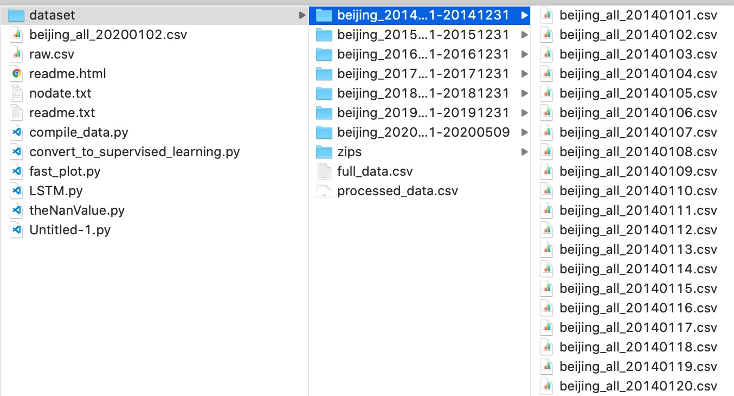 dataset
beijing_all_20200102.csv
raw.csv
readme.html
nodate.txt
readme.txt
compile_data.py
convert_to_supervised_learning.py
fast_plot.py
LSTM.py
theNanValue.py
Untitled-1.py
beijing_2014...1-20141231
beijing_2015...1-20151231
beijing_2016...1-20161231
beijing_2017...1-20171231
beijing_2018...1-20181231
beijing_2019...1-20191231
beijing_2020...1-20200509
zips
full_data.csv
processed_data.csv
beijing_all_20140101.csv
beijing_all_20140102.csv
beijing_all_20140103.csv
beijing_all_20140104.csv
beijing_all_20140105.csv
beijing_all_20140106.csv
beijing_all_20140107.csv
beijing_all_20140108.csv
beijing_all_20140109.csv
beijing_all_20140110.csv
beijing_all_20140111.csv
beijing_all_20140112.csv
beijing_all_20140113.csv
beijing_all_20140114.csv
beijing_all_20140115.csv
beijing_all_20140116.csv
beijing_all_20140117.csv
beijing_all_20140118.csv
beijing_all_20140119.csv
beijing_all_20140120.csv